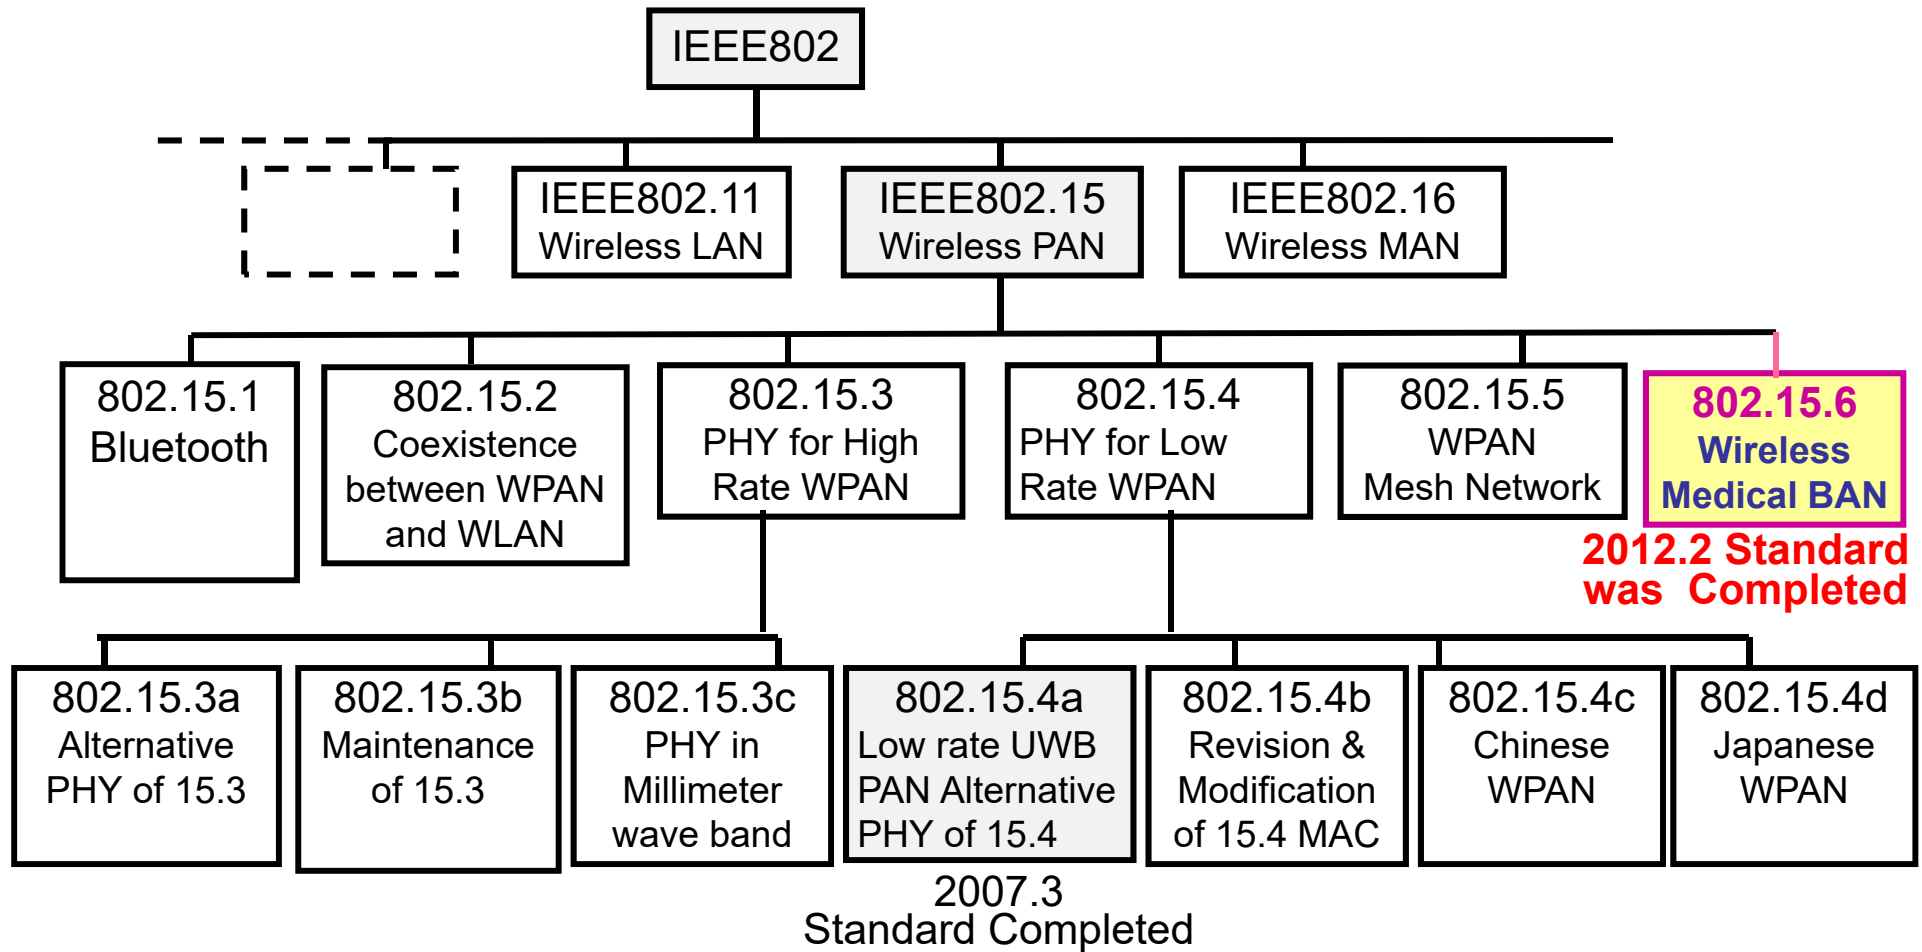 IEEE802
IEEE802.11
Wireless LAN
IEEE802.15
Wireless PAN
IEEE802.16
Wireless MAN
802.15.1
Bluetooth
802.15.2
Coexistence
between WPAN
and WLAN
802.15.3
PHY for High
Rate WPAN
802.15.4
PHY for Low
Rate WPAN
802.15.5
WPAN
Mesh Network
802.15.6
Wireless
Medical BAN
2012.2 Standard
was Completed
802.15.3a
Alternative
PHY of 15.3
802.15.3b
Maintenance
of 15.3
802.15.3c
PHY in
Millimeter
wave band
802.15.4a
Low rate UWB
PAN Alternative
PHY of 15.4
802.15.4b
Revision &
Modification
of 15.4 MAC
802.15.4c
Chinese
WPAN
802.15.4d
Japanese
WPAN
2007.3
Standard Completed